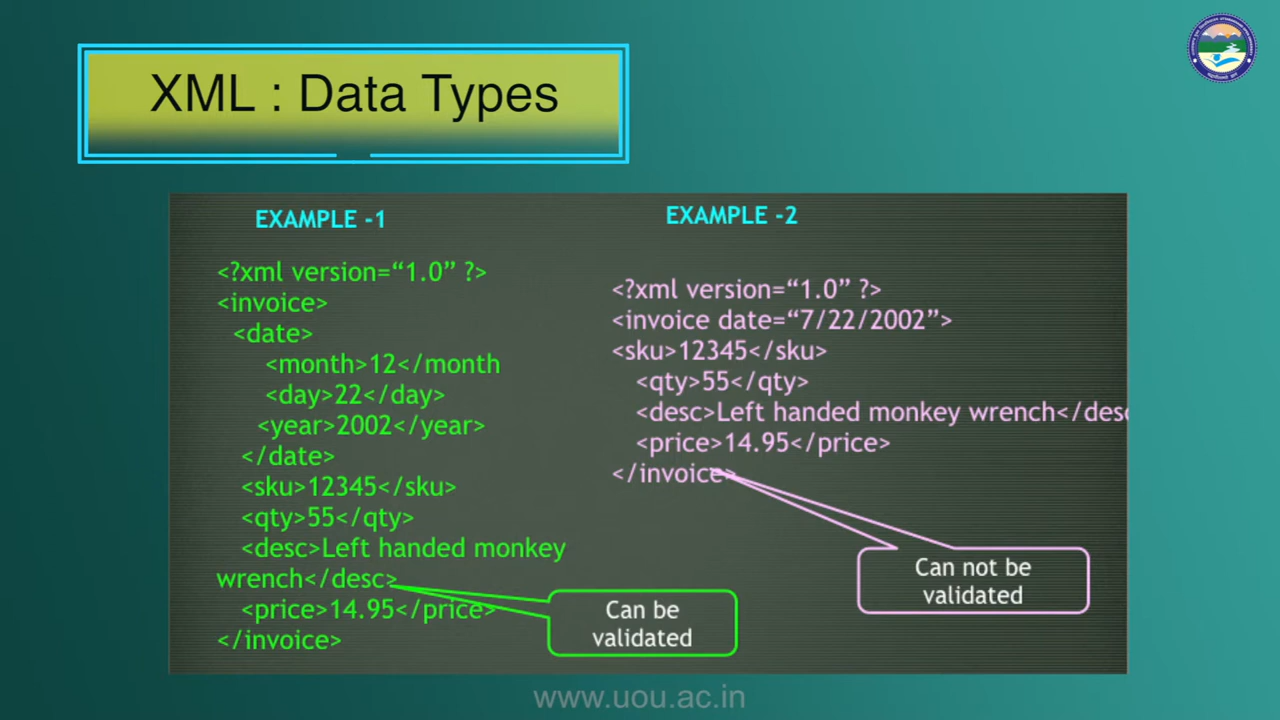 XML : Data Types
EXAMPLE -1
<?xml version=“1.0” ?>
<invoice>
<date>
<month>12</month
<day>22</day>
<year>2002</year>
</date>
<sku>12345</sku>
<qty>55</qty>
<desc>Left handed monkey
wrench</desc>
<price>14.95</price>
</invoice>
Can be
validated
EXAMPLE -2
<?xml version=“1.0” ?>
<invoice date=“7/22/2002”>
<sku>12345</sku>
<qty>55</qty>
<desc>Left handed monkey wrench</desc
<price>14.95</price>
</invoice>
Can not be
validated
www.uou.ac.in